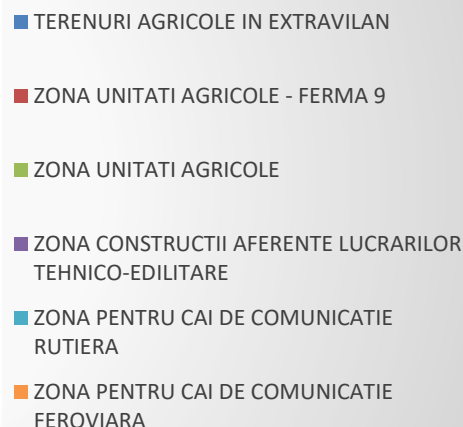 TERENURI AGRICOLE IN EXTRAVILAN
ZONA UNITATI AGRICOLE - FERMA 9
ZONA UNITATI AGRICOLE
ZONA CONSTRUCTII AFERENTE LUCRARILOR
TEHNICO-EDILITARE
ZONA PENTRU CAI DE COMUNICATIE
RUTIERA
ZONA PENTRU CAI DE COMUNICATIE
FEROVIARA